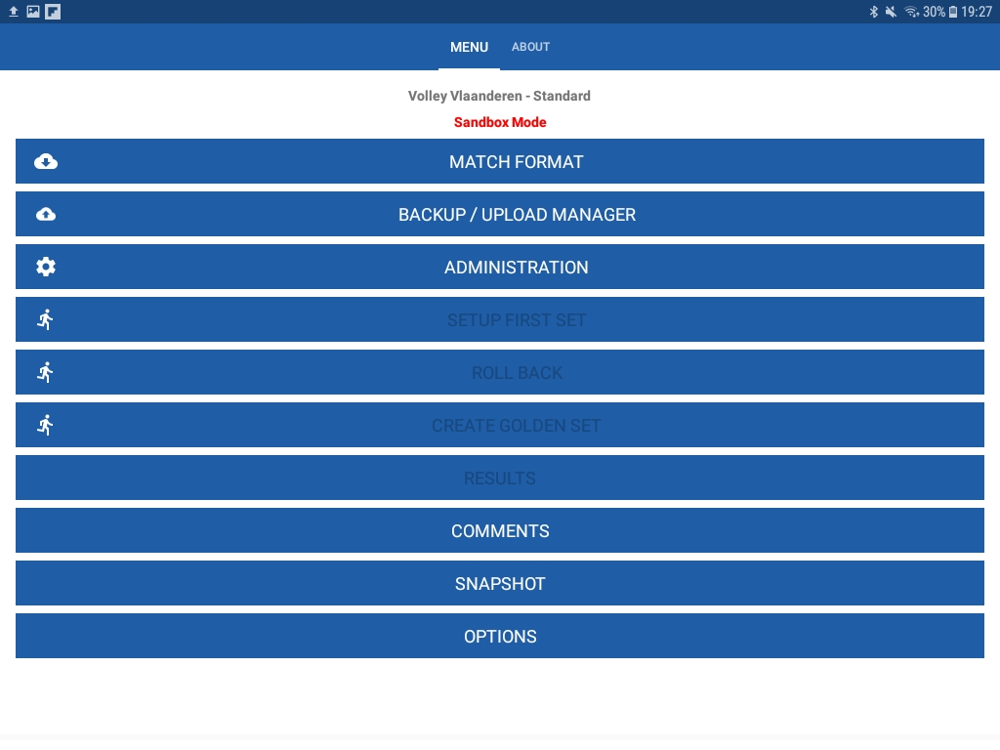 30% 19:27
MENU ABOUT
Volley Vlaanderen - Standard
Sandbox Mode
MATCH FORMAT
BACKUP / UPLOAD MANAGER
ADMINISTRATION
SETUP FIRST SET
ROLL BACK
CREATE GOLDEN SET
RESULTS
COMMENTS
SNAPSHOT
OPTIONS